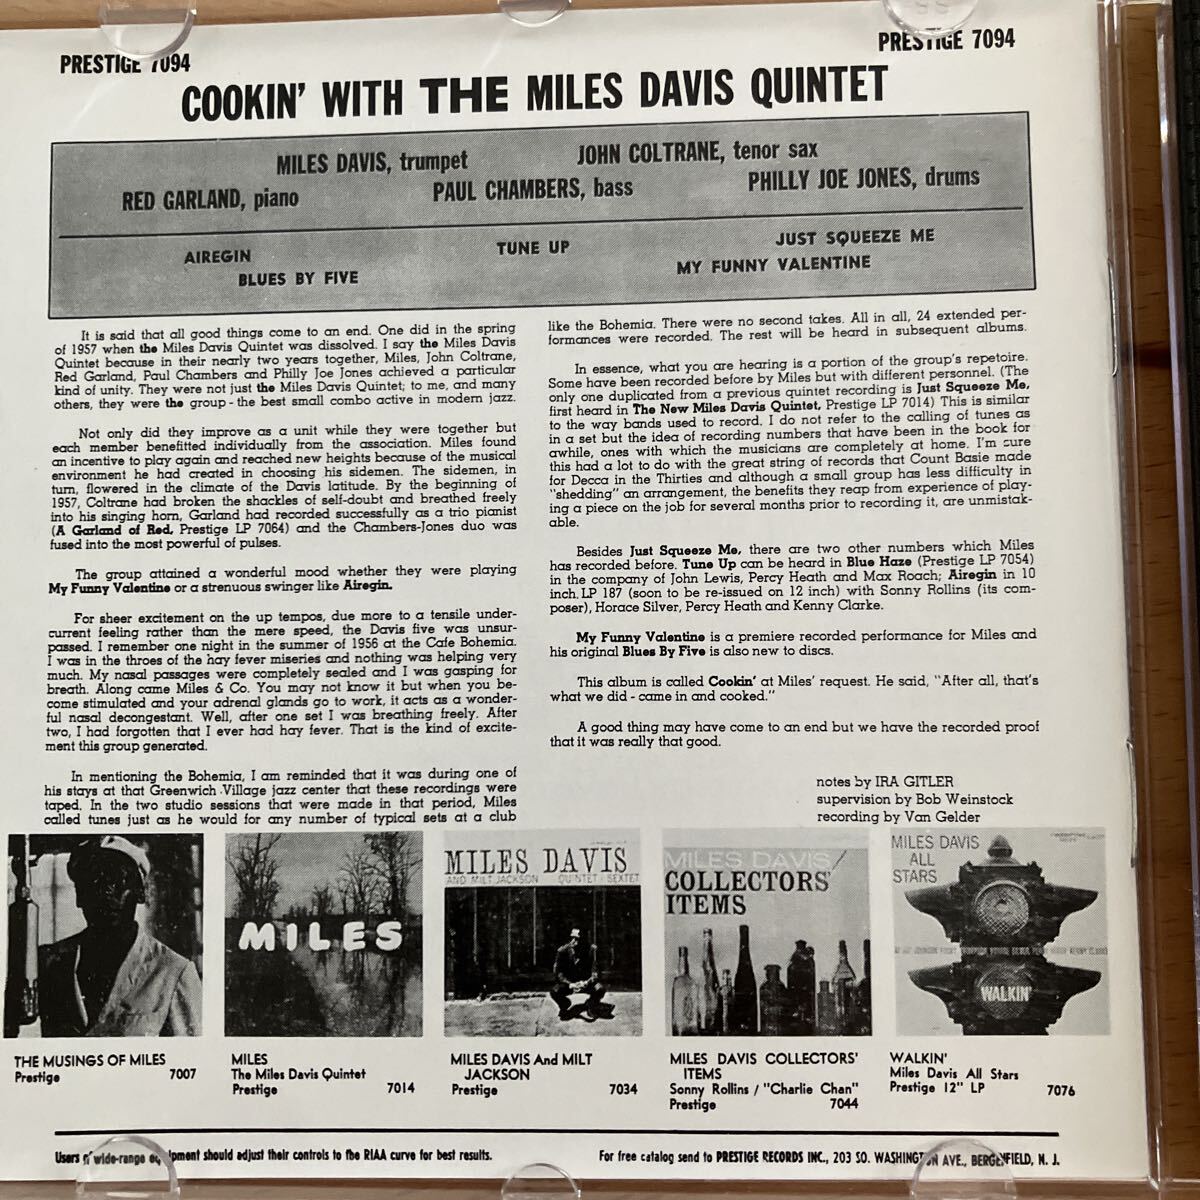 PRESTIGE 7094
PRESTIGE 7094
COOKIN' WITH THE MILES DAVIS QUINTET
MILES DAVIS, trumpet
JOHN COLTRANE, tenor sax
RED GARLAND, piano
PAUL CHAMBERS, bass
PHILLY JOE JONES, drums
AIREGIN
TUNE UP
JUST SQUEEZE ME
BLUES BY FIVE
MY FUNNY VALENTINE
It is said that all good things come to an end. One did in the spring
of 1957 when the Miles Davis Quintet was dissolved. I say the Miles Davis
Quintet because in their nearly two years together, Miles, John Coltrane,
Red Garland, Paul Chambers and Philly Joe Jones achieved a particular
kind of unity. They were not just the Miles Davis Quintet; to me, and many
others, they were the group - the best small combo active in modern jazz.
Not only did they improve as a unit while they were together but
each member benefitted individually from the association. Miles found
an incentive to play again and reached new heights because of the musical
environment he had created in choosing his sidemen. The sidemen, in
turn, flowered in the climate of the Davis latitude. By the beginning of
1957, Coltrane had broken the shackles of self-doubt and breathed freely
into his singing horn, Garland had recorded successfully as a trio pianist
(A Garland of Red, Prestige LP 7064) and the Chambers-Jones duo was
fused into the most powerful of pulses.
The group attained a wonderful mood whether they were playing
My Funny Valentine or a strenuous swinger like Airegin.
For sheer excitement on the up tempos, due more to a tensile under-
current feeling rather than the mere speed, the Davis five was unsur-
passed. I remember one night in the summer of 1956 at the Cafe Bohemia.
I was in the throes of the hay fever miseries and nothing was helping very
much. My nasal passages were completely sealed and I was gasping for
breath. Along came Miles & Co. You may not know it but when you be-
come stimulated and your adrenal glands go to work, it acts as a wonder-
ful nasal decongestant. Well, after one set I was breathing freely. After
two, I had forgotten that I ever had hay fever. That is the kind of excite-
ment this group generated.
In mentioning the Bohemia, I am reminded that it was during one of
his stays at that Greenwich Village jazz center that these recordings were
taped. In the two studio sessions that were made in that period, Miles
called tunes just as he would for any number of typical sets at a club
like the Bohemia. There were no second takes. All in all, 24 extended per-
formances were recorded. The rest will be heard in subsequent albums.
In essence, what you are hearing is a portion of the group's repetoire.
Some have been recorded before by Miles but with different personnel. (The
only one duplicated from a previous quintet recording is Just Squeeze Me,
first heard in The New Miles Davis Quintet, Prestige LP 7014) This is similar
to the way bands used to record. I do not refer to the calling of tunes as
in a set but the idea of recording numbers that have been in the book for
awhile, ones with which the musicians are completely at home. I'm sure
this had a lot to do with the great string of records that Count Basie made
for Decca in the Thirties and although a small group has less difficulty in
"shedding" an arrangement, the benefits they reap from experience of play-
ing a piece on the job for several months prior to recording it, are unmistak-
able.
Besides Just Squeeze Me, there are two other numbers which Miles
has recorded before. Tune Up can be heard in Blue Haze (Prestige LP 7054)
in the company of John Lewis, Percy Heath and Max Roach; Airegin in 10
inch LP 187 (soon to be re-issued on 12 inch) with Sonny Rollins (its com-
poser), Horace Silver, Percy Heath and Kenny Clarke.
My Funny Valentine is a premiere recorded performance for Miles and
his original Blues By Five is also new to discs.
This album is called Cookin' at Miles' request. He said, "After all, that's
what we did - came in and cooked."
A good thing may have come to an end but we have the recorded proof
that it was really that good.
notes by IRA GITLER
supervision by Bob Weinstock
recording by Van Gelder
MILES
MILES DAVIS
AND MILT JACKSON QUINTET - SEXTET
MILES DAVIS
COLLECTORS'
ITEMS
MILES DAVIS
ALL
STARS
WALKIN'
THE MUSINGS OF MILES
Prestige 7007
MILES
The Miles Davis Quintet
Prestige 7014
MILES DAVIS And MILT
JACKSON
Prestige 7034
MILES DAVIS COLLECTORS'
ITEMS
Sonny Rollins / "Charlie Chan"
Prestige 7044
WALKIN'
Miles Davis All Stars
Prestige 12" LP 7076
Users of wide-range equipment should adjust their controls to the RIAA curve for best results.
For free catalog send to PRESTIGE RECORDS INC., 203 SO. WASHINGTON AVE., BERGENFIELD, N. J.